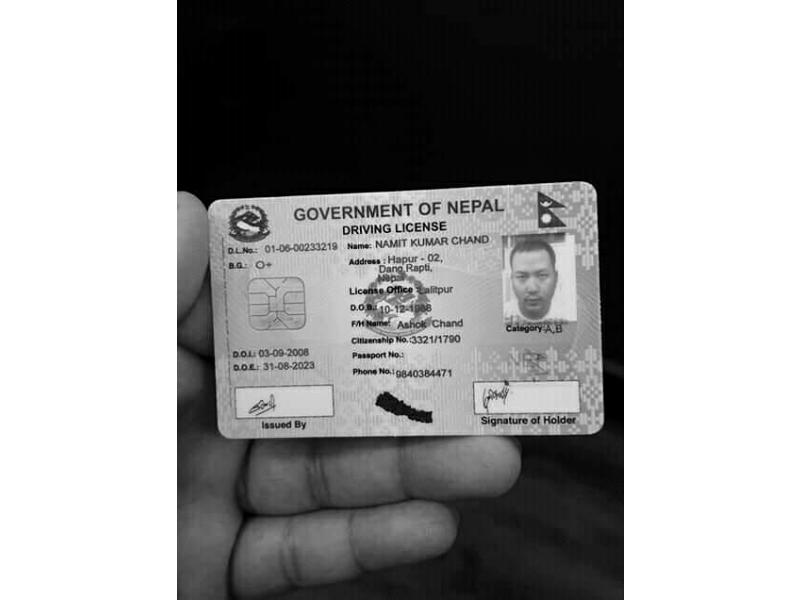 GOVERNMENT OF NEPAL
DRIVING LICENSE
D.L.No.: 01-06-00233219
B.G.: O+
Name: NAMIT KUMAR CHAND
Address : Hapur - 02,
Dang Rapti,
Nepal
License Office : Lalitpur
D.O.B.: 10-12-1988
F/H Name: Ashok Chand
Citizenship No.:3321/1790
Passport No.:
Phone No.: 9840384471
Category: A,B
D.O.I.: 03-09-2008
D.O.E.: 31-08-2023
Issued By
Signature of Holder